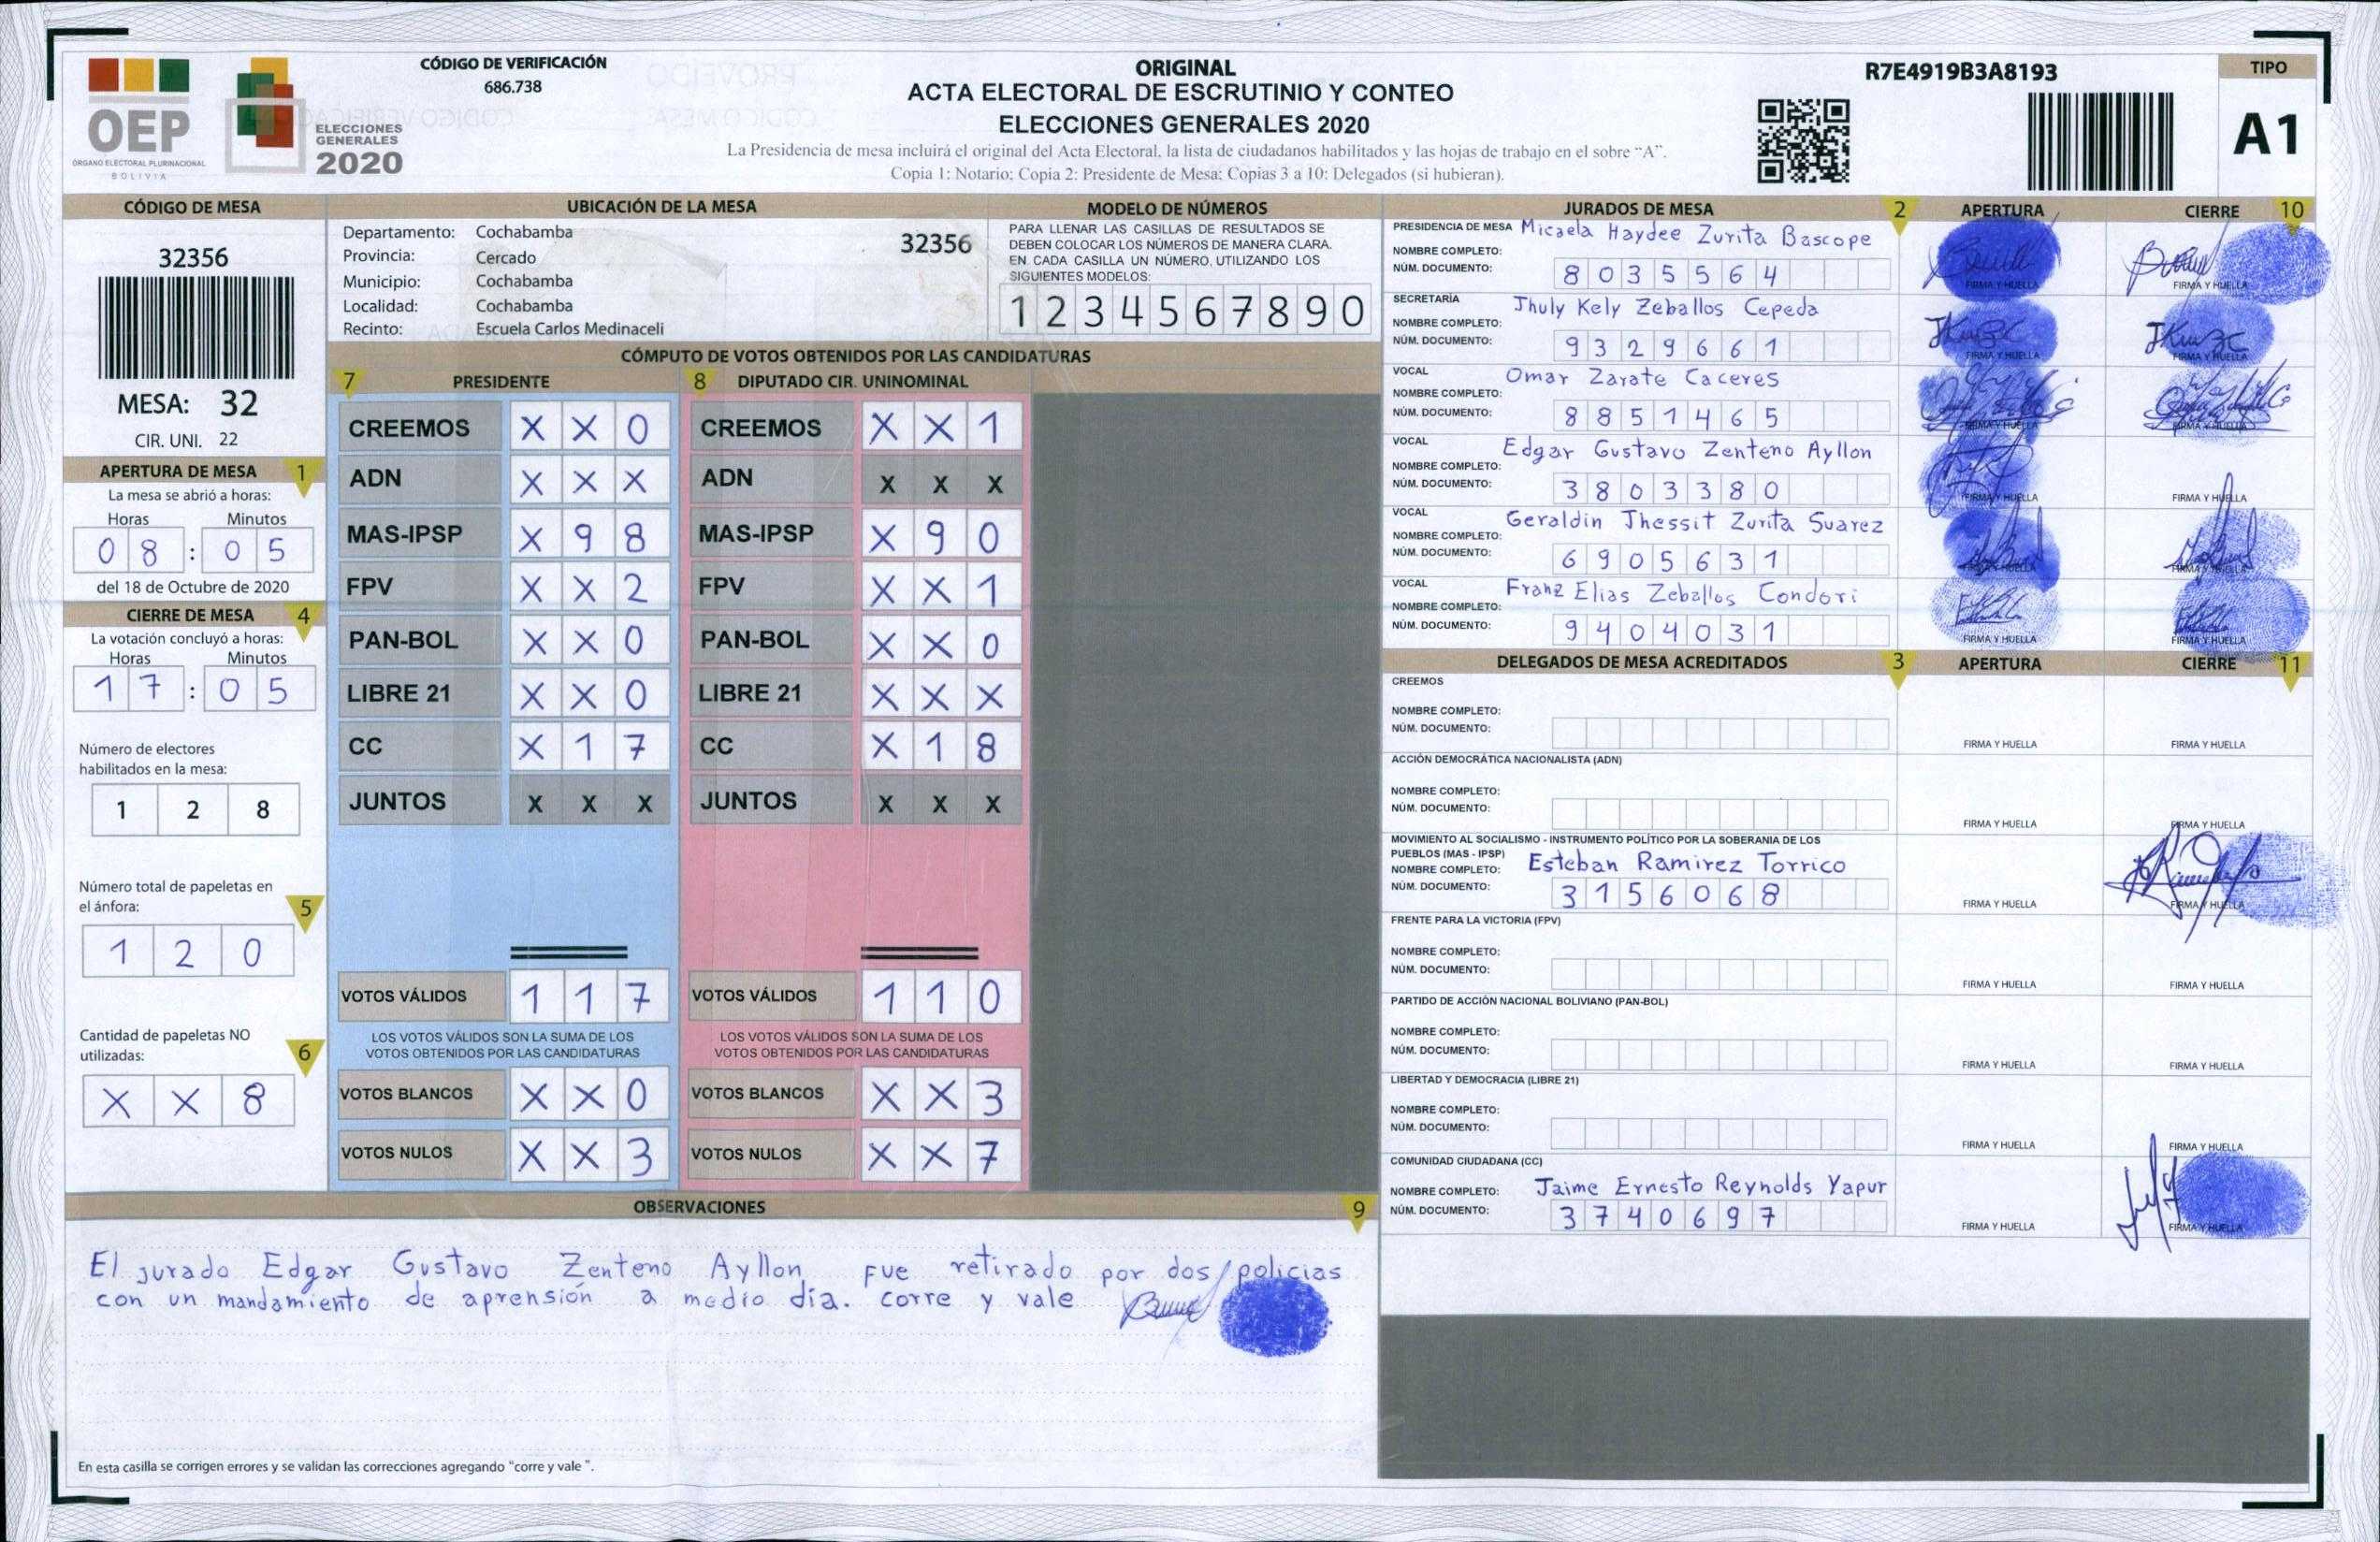 OEP
ÓRGANO ELECTORAL PLURINACIONAL
BOLIVIA
ELECCIONES
GENERALES
2020
CÓDIGO DE VERIFICACIÓN
686.738
ORIGINAL
ACTA ELECTORAL DE ESCRUTINIO Y CONTEO
ELECCIONES GENERALES 2020
La Presidencia de mesa incluirá el original del Acta Electoral, la lista de ciudadanos habilitados y las hojas de trabajo en el sobre "A".
Copia 1: Notario; Copia 2: Presidente de Mesa; Copias 3 a 10: Delegados (si hubieran).
R7E4919B3A8193
TIPO
A1
CÓDIGO DE MESA
32356
MESA: 32
CIR. UNI. 22
APERTURA DE MESA 1
La mesa se abrió a horas:
Horas Minutos
08 : 05
del 18 de Octubre de 2020
CIERRE DE MESA 4
La votación concluyó a horas:
Horas Minutos
17 : 05
Número de electores
habilitados en la mesa:
1 2 8
Número total de papeletas en
el ánfora: 5
1 2 0
Cantidad de papeletas NO
utilizadas: 6
X X 8
UBICACIÓN DE LA MESA
Departamento: Cochabamba
Provincia: Cercado
Municipio: Cochabamba
Localidad: Cochabamba
Recinto: Escuela Carlos Medinaceli
32356
MODELO DE NÚMEROS
PARA LLENAR LAS CASILLAS DE RESULTADOS SE
DEBEN COLOCAR LOS NÚMEROS DE MANERA CLARA.
EN CADA CASILLA UN NÚMERO, UTILIZANDO LOS
SIGUIENTES MODELOS:
1 2 3 4 5 6 7 8 9 0
CÓMPUTO DE VOTOS OBTENIDOS POR LAS CANDIDATURAS
7 PRESIDENTE 8 DIPUTADO CIR. UNINOMINAL
CREEMOS X X 0 CREEMOS X X 1
ADN X X X ADN X X X
MAS-IPSP X 9 8 MAS-IPSP X 9 0
FPV X X 2 FPV X X 1
PAN-BOL X X 0 PAN-BOL X X 0
LIBRE 21 X X 0 LIBRE 21 X X X
CC X 1 7 CC X 1 8
JUNTOS X X X JUNTOS X X X
VOTOS VÁLIDOS 1 1 7 VOTOS VÁLIDOS 1 1 0
LOS VOTOS VÁLIDOS SON LA SUMA DE LOS LOS VOTOS VÁLIDOS SON LA SUMA DE LOS
VOTOS OBTENIDOS POR LAS CANDIDATURAS VOTOS OBTENIDOS POR LAS CANDIDATURAS
VOTOS BLANCOS X X 0 VOTOS BLANCOS X X 3
VOTOS NULOS X X 3 VOTOS NULOS X X 7
OBSERVACIONES 9
El jurado Edgar Gustavo Zenteno Ayllon fue retirado por dos policias
con un mandamiento de aprensión a medio día. corre y vale
En esta casilla se corrigen errores y se validan las correcciones agregando "corre y vale ".
JURADOS DE MESA 2 APERTURA CIERRE 10
PRESIDENCIA DE MESA Micaela Haydee Zurita Bascope
NOMBRE COMPLETO:
NÚM. DOCUMENTO: 8035564
FIRMA Y HUELLA FIRMA Y HUELLA
SECRETARÍA Jhuly Kely Zeballos Cepeda
NOMBRE COMPLETO:
NÚM. DOCUMENTO: 9329661
FIRMA Y HUELLA FIRMA Y HUELLA
VOCAL Omar Zarate Caceres
NOMBRE COMPLETO:
NÚM. DOCUMENTO: 8851465
FIRMA Y HUELLA FIRMA Y HUELLA
VOCAL Edgar Gustavo Zenteno Ayllon
NOMBRE COMPLETO:
NÚM. DOCUMENTO: 3803380
FIRMA Y HUELLA FIRMA Y HUELLA
VOCAL Geraldin Jhessit Zurita Suarez
NOMBRE COMPLETO:
NÚM. DOCUMENTO: 6905631
FIRMA Y HUELLA FIRMA Y HUELLA
VOCAL Franz Elias Zeballos Condori
NOMBRE COMPLETO:
NÚM. DOCUMENTO: 9404031
FIRMA Y HUELLA FIRMA Y HUELLA
DELEGADOS DE MESA ACREDITADOS 3 APERTURA CIERRE 11
CREEMOS
NOMBRE COMPLETO:
NÚM. DOCUMENTO:
FIRMA Y HUELLA FIRMA Y HUELLA
ACCIÓN DEMOCRÁTICA NACIONALISTA (ADN)
NOMBRE COMPLETO:
NÚM. DOCUMENTO:
FIRMA Y HUELLA FIRMA Y HUELLA
MOVIMIENTO AL SOCIALISMO - INSTRUMENTO POLÍTICO POR LA SOBERANIA DE LOS
PUEBLOS (MAS - IPSP) Esteban Ramirez Torrico
NOMBRE COMPLETO:
NÚM. DOCUMENTO: 3156068
FIRMA Y HUELLA FIRMA Y HUELLA
FRENTE PARA LA VICTORIA (FPV)
NOMBRE COMPLETO:
NÚM. DOCUMENTO:
FIRMA Y HUELLA FIRMA Y HUELLA
PARTIDO DE ACCIÓN NACIONAL BOLIVIANO (PAN-BOL)
NOMBRE COMPLETO:
NÚM. DOCUMENTO:
FIRMA Y HUELLA FIRMA Y HUELLA
LIBERTAD Y DEMOCRACIA (LIBRE 21)
NOMBRE COMPLETO:
NÚM. DOCUMENTO:
FIRMA Y HUELLA FIRMA Y HUELLA
COMUNIDAD CIUDADANA (CC)
NOMBRE COMPLETO: Jaime Ernesto Reynolds Yapur
NÚM. DOCUMENTO: 3740697
FIRMA Y HUELLA FIRMA Y HUELLA